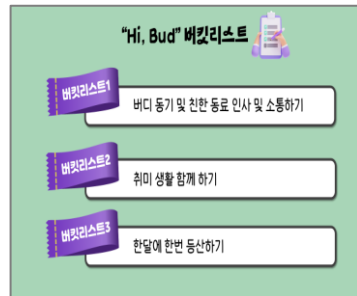 “Hi, Bud” 버킷리스트
버킷리스트1
버디 동기 및 친한 동료 인사 및 소통하기
버킷리스트2
취미 생활 함께 하기
버킷리스트3
한달에 한번 등산하기